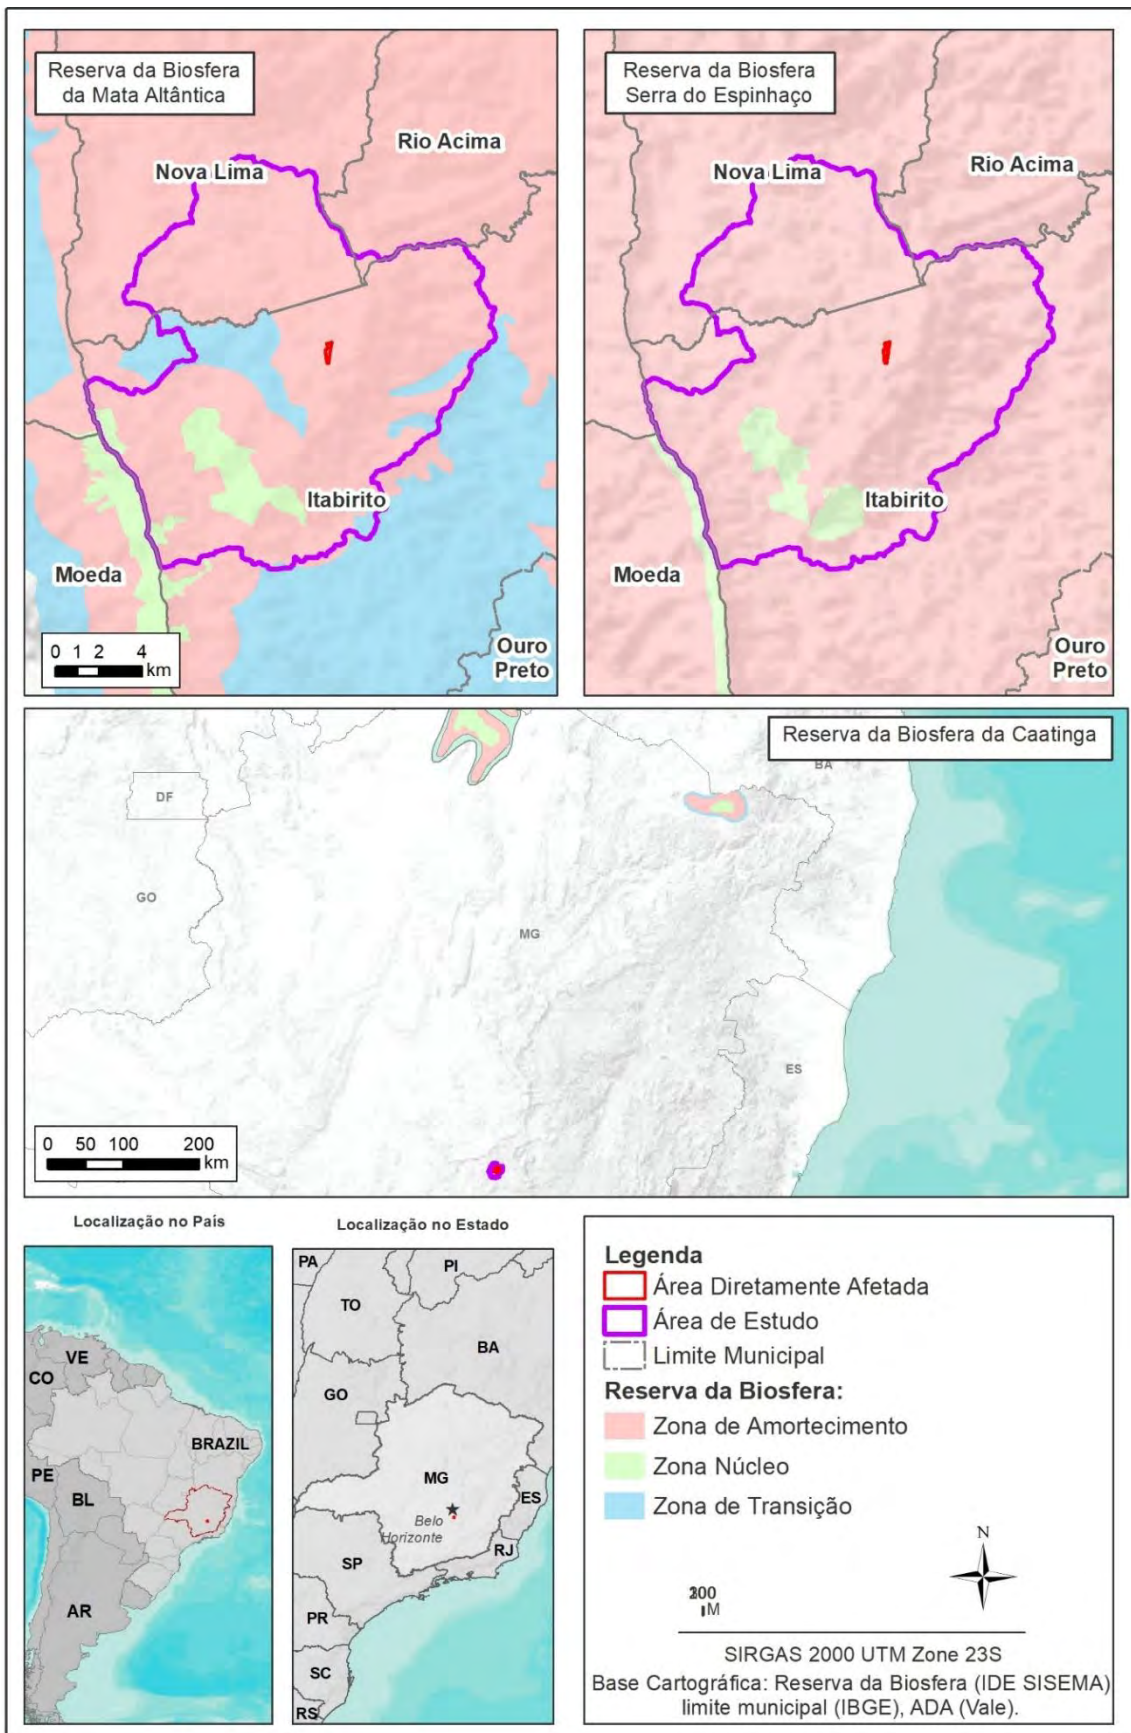 Reserva da Biosfera
da Mata Altântica
Rio Acima
Nova Lima
Itabirito
Moeda
Ouro
Preto
0 1 2 4
km
Reserva da Biosfera
Serra do Espinhaço
Nova Lima
Rio Acima
Itabirito
Moeda
Ouro
Preto
Reserva da Biosfera da Caatinga
BA
DF
GO
MG
ES
0 50 100 200
km
Localização no País
VE
CO
BRAZIL
PE
BL
AR
Localização no Estado
PA
PI
TO
BA
GO
MG
ES
Belo
Horizonte
RJ
SP
PR
SC
RS
Legenda
Área Diretamente Afetada
Área de Estudo
Limite Municipal
Reserva da Biosfera:
Zona de Amortecimento
Zona Núcleo
Zona de Transição
N
M
SIRGAS 2000 UTM Zone 23S
Base Cartográfica: Reserva da Biosfera (IDE SISEMA)
limite municipal (IBGE), ADA (Vale).